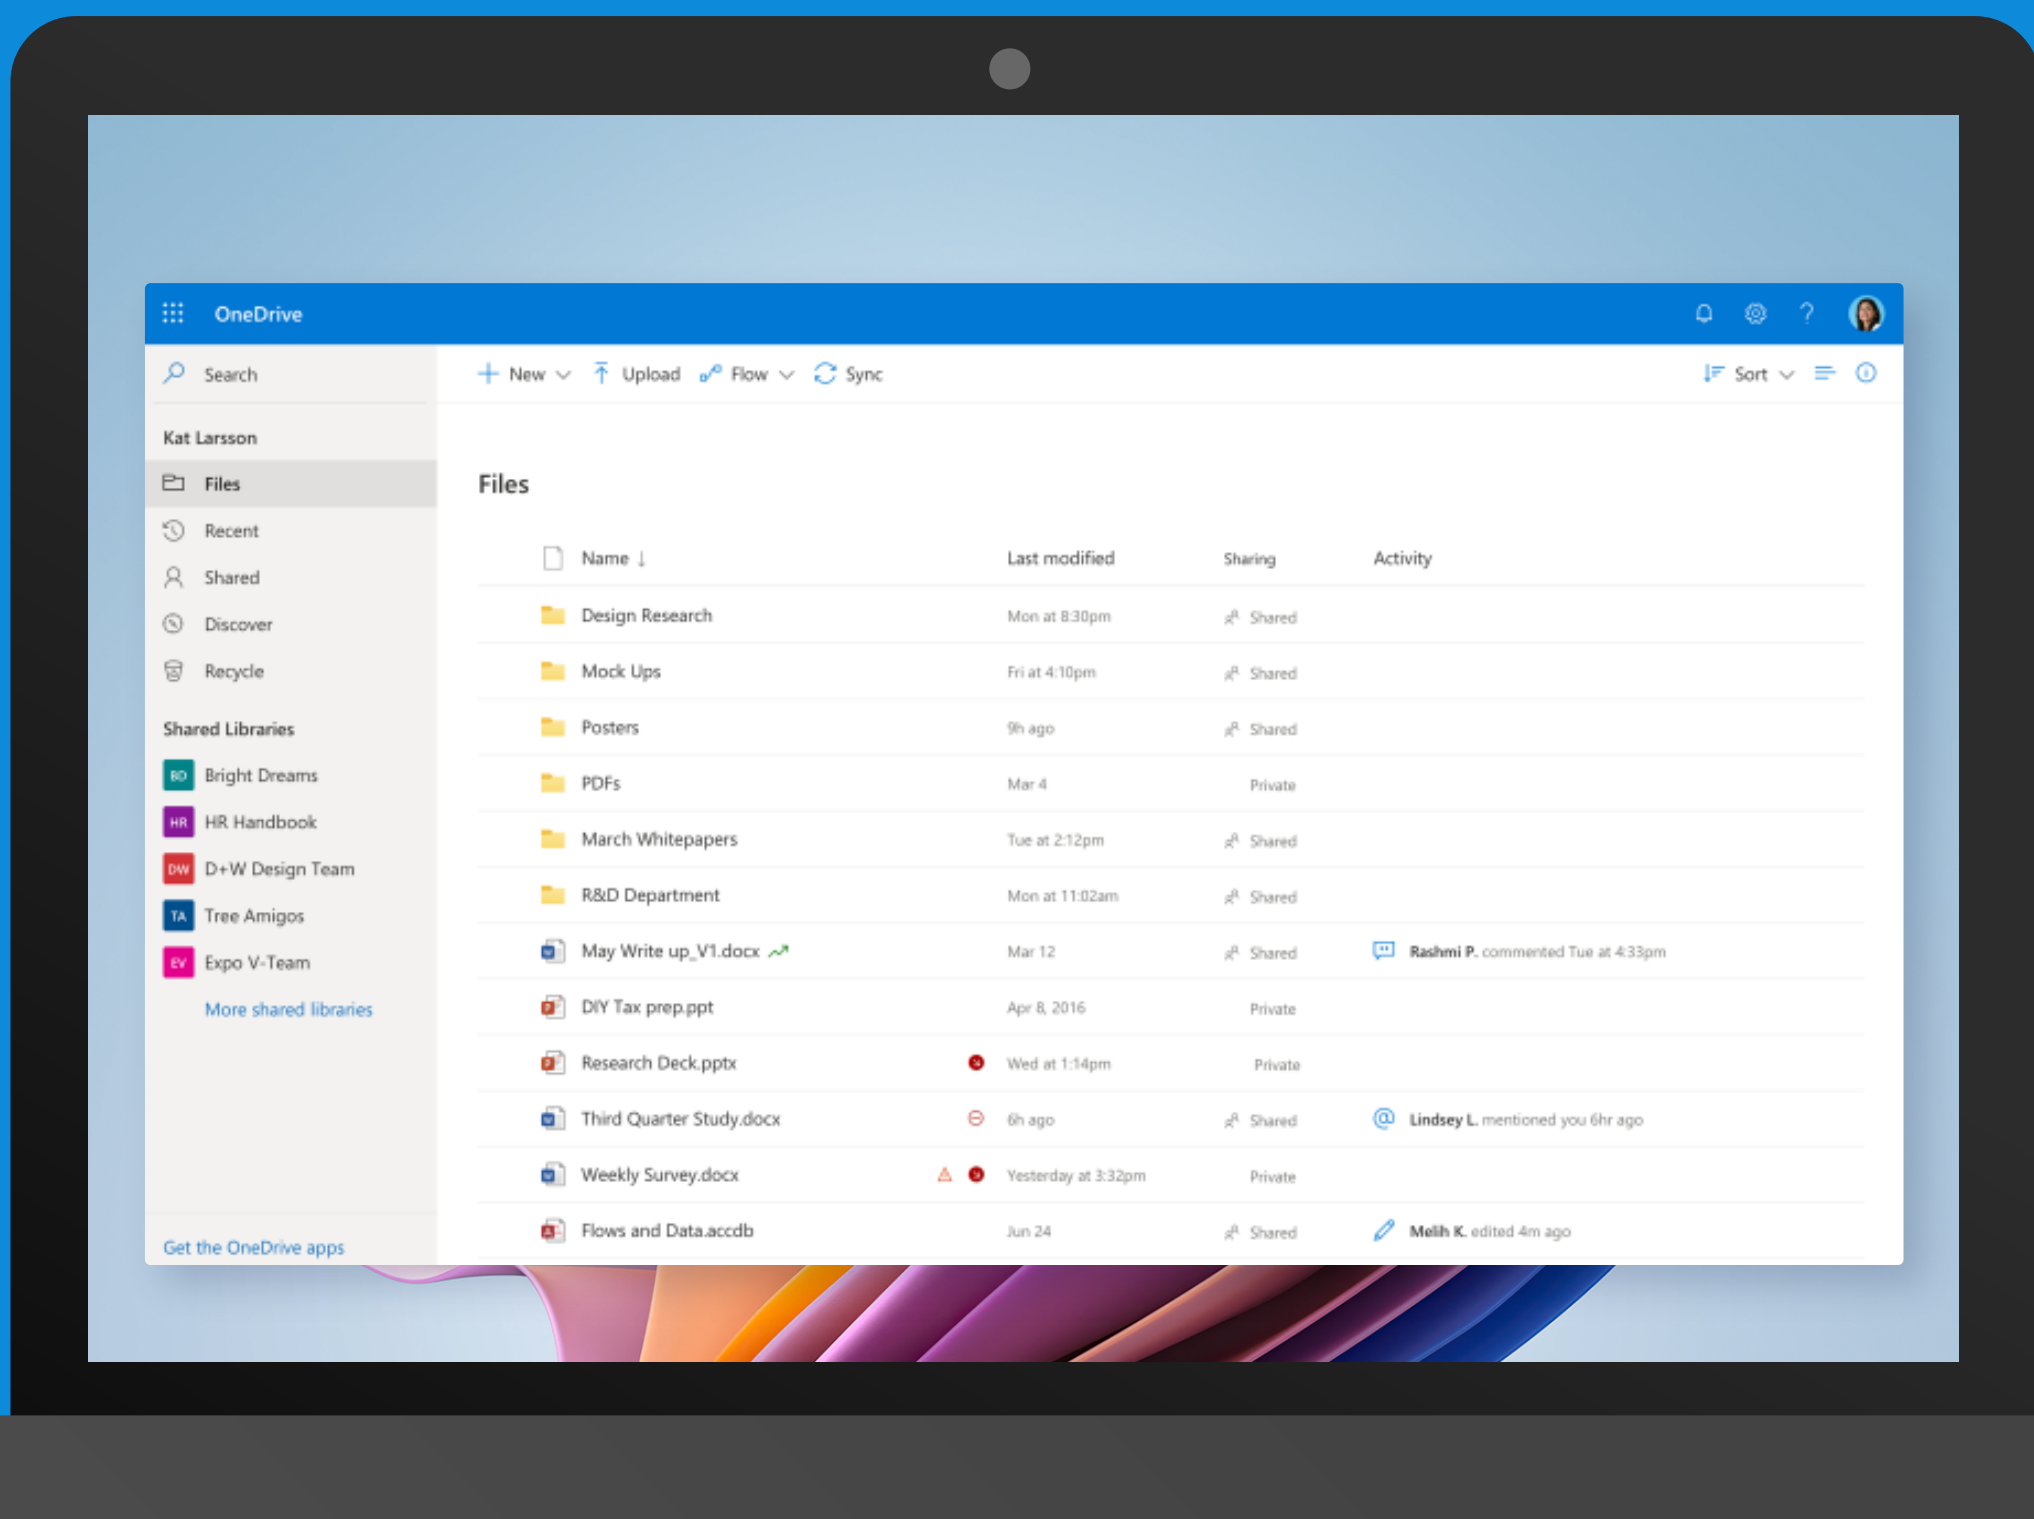 OneDrive
Search
New Upload Flow Sync Sort
Kat Larsson
Files
Recent
Shared
Discover
Recycle
Shared Libraries
BD Bright Dreams
HR HR Handbook
DW D+W Design Team
TA Tree Amigos
EV Expo V-Team
More shared libraries
Get the OneDrive apps
Files
Name Last modified Sharing Activity
Design Research Mon at 8:30pm Shared
Mock Ups Fri at 4:10pm Shared
Posters 9h ago Shared
PDFs Mar 4 Private
March Whitepapers Tue at 2:12pm Shared
R&D Department Mon at 11:02am Shared
May Write up_V1.docx Mar 12 Shared Rashmi P. commented Tue at 4:33pm
DIY Tax prep.ppt Apr 8, 2016 Private
Research Deck.pptx Wed at 1:14pm Private
Third Quarter Study.docx 6h ago Shared Lindsey L. mentioned you 6hr ago
Weekly Survey.docx Yesterday at 3:32pm Private
Flows and Data.accdb Jun 24 Shared Melih K. edited 4m ago